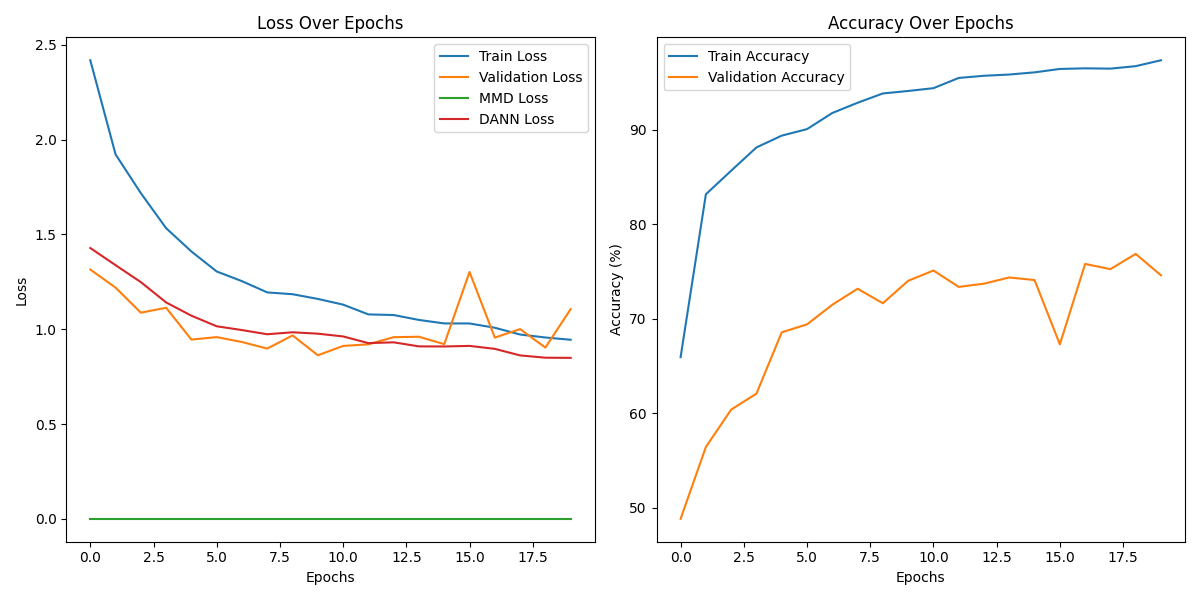 Loss Over Epochs
2.5
2.0
1.5
1.0
0.5
0.0
Loss
Train Loss
Validation Loss
MMD Loss
DANN Loss
0.0 2.5 5.0 7.5 10.0 12.5 15.0 17.5
Epochs
Accuracy Over Epochs
90
80
70
60
50
Accuracy (%)
Train Accuracy
Validation Accuracy
0.0 2.5 5.0 7.5 10.0 12.5 15.0 17.5
Epochs